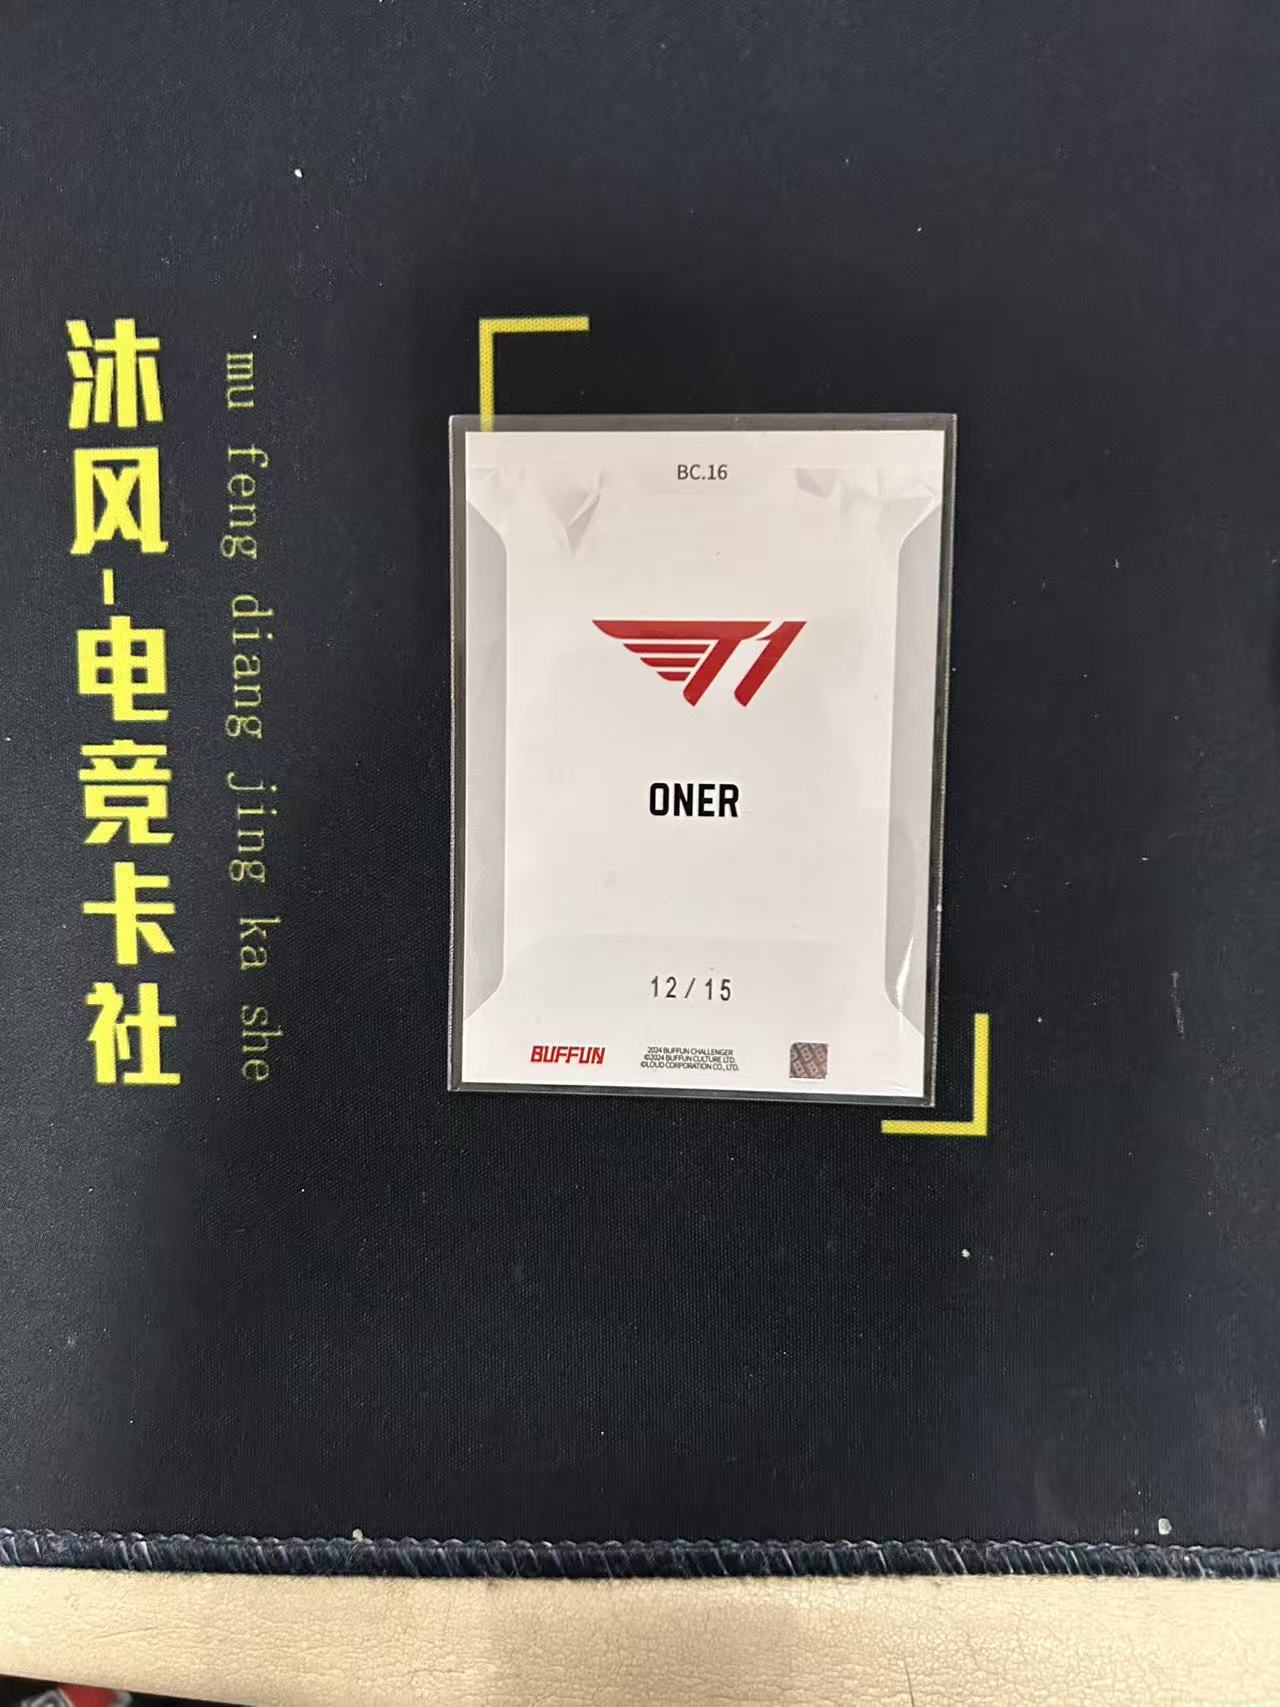 沐风-电竞卡社
mu feng diang jing ka she
BC.16
T1
ONER
12/15
BUFFUN
2024 BUFFUN CHALLENGER
©2024 BUFFUN CULTURE LTD.
©LOUD CORPORATION CO., LTD.